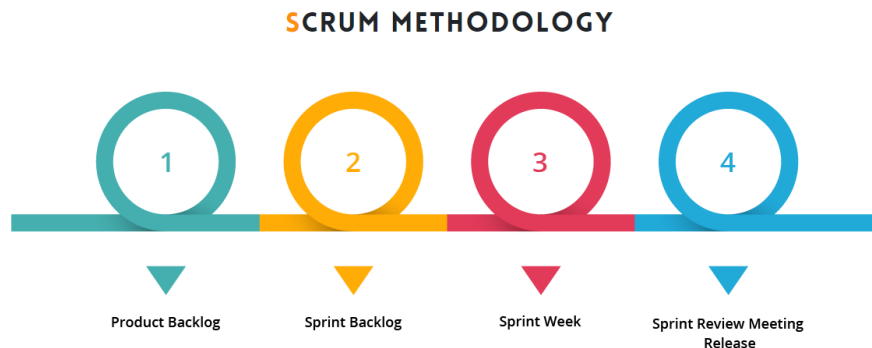 SCRUM METHODOLOGY
1
2
3
4
Product Backlog
Sprint Backlog
Sprint Week
Sprint Review Meeting
Release